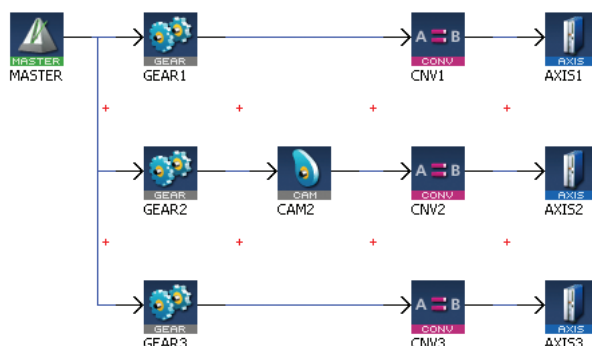 MASTER
MASTER
GEAR
GEAR1
A B
CONV
CNV1
AXIS
AXIS1
GEAR
GEAR2
CAM
CAM2
A B
CONV
CNV2
AXIS
AXIS2
GEAR
GEAR3
A B
CONV
CNV3
AXIS
AXIS3